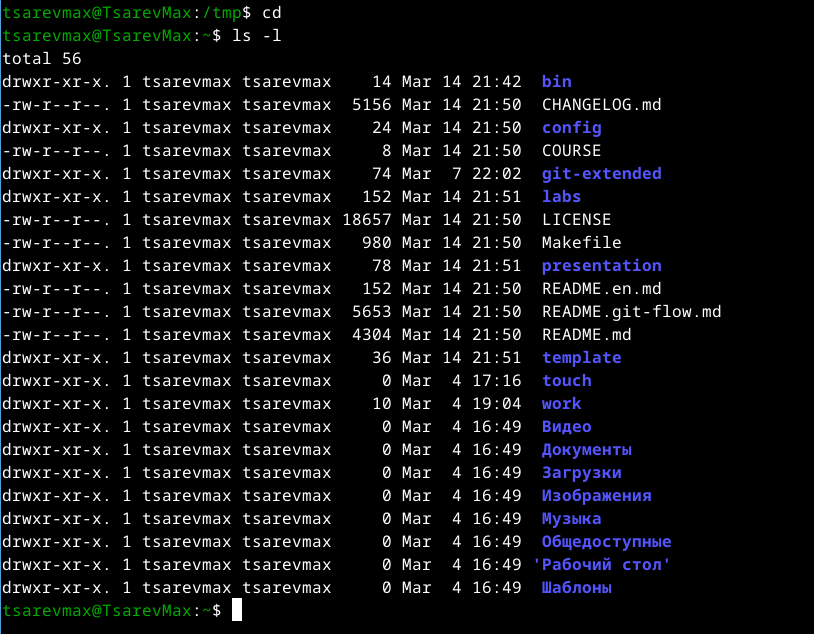 tsarevmax@TsarevMax:/tmp$ cd
tsarevmax@TsarevMax:~$ ls -l
total 56
drwxr-xr-x. 1 tsarevmax tsarevmax    14 Mar 14 21:42  bin
-rw-r--r--. 1 tsarevmax tsarevmax  5156 Mar 14 21:50  CHANGELOG.md
drwxr-xr-x. 1 tsarevmax tsarevmax    24 Mar 14 21:50  config
-rw-r--r--. 1 tsarevmax tsarevmax     8 Mar 14 21:50  COURSE
drwxr-xr-x. 1 tsarevmax tsarevmax    74 Mar  7 22:02  git-extended
drwxr-xr-x. 1 tsarevmax tsarevmax   152 Mar 14 21:51  labs
-rw-r--r--. 1 tsarevmax tsarevmax 18657 Mar 14 21:50  LICENSE
-rw-r--r--. 1 tsarevmax tsarevmax   980 Mar 14 21:50  Makefile
drwxr-xr-x. 1 tsarevmax tsarevmax    78 Mar 14 21:51  presentation
-rw-r--r--. 1 tsarevmax tsarevmax   152 Mar 14 21:50  README.en.md
-rw-r--r--. 1 tsarevmax tsarevmax  5653 Mar 14 21:50  README.git-flow.md
-rw-r--r--. 1 tsarevmax tsarevmax  4304 Mar 14 21:50  README.md
drwxr-xr-x. 1 tsarevmax tsarevmax    36 Mar 14 21:51  template
drwxr-xr-x. 1 tsarevmax tsarevmax     0 Mar  4 17:16  touch
drwxr-xr-x. 1 tsarevmax tsarevmax    10 Mar  4 19:04  work
drwxr-xr-x. 1 tsarevmax tsarevmax     0 Mar  4 16:49  Видео
drwxr-xr-x. 1 tsarevmax tsarevmax     0 Mar  4 16:49  Документы
drwxr-xr-x. 1 tsarevmax tsarevmax     0 Mar  4 16:49  Загрузки
drwxr-xr-x. 1 tsarevmax tsarevmax     0 Mar  4 16:49  Изображения
drwxr-xr-x. 1 tsarevmax tsarevmax     0 Mar  4 16:49  Музыка
drwxr-xr-x. 1 tsarevmax tsarevmax     0 Mar  4 16:49  Общедоступные
drwxr-xr-x. 1 tsarevmax tsarevmax     0 Mar  4 16:49 'Рабочий стол'
drwxr-xr-x. 1 tsarevmax tsarevmax     0 Mar  4 16:49  Шаблоны
tsarevmax@TsarevMax:~$